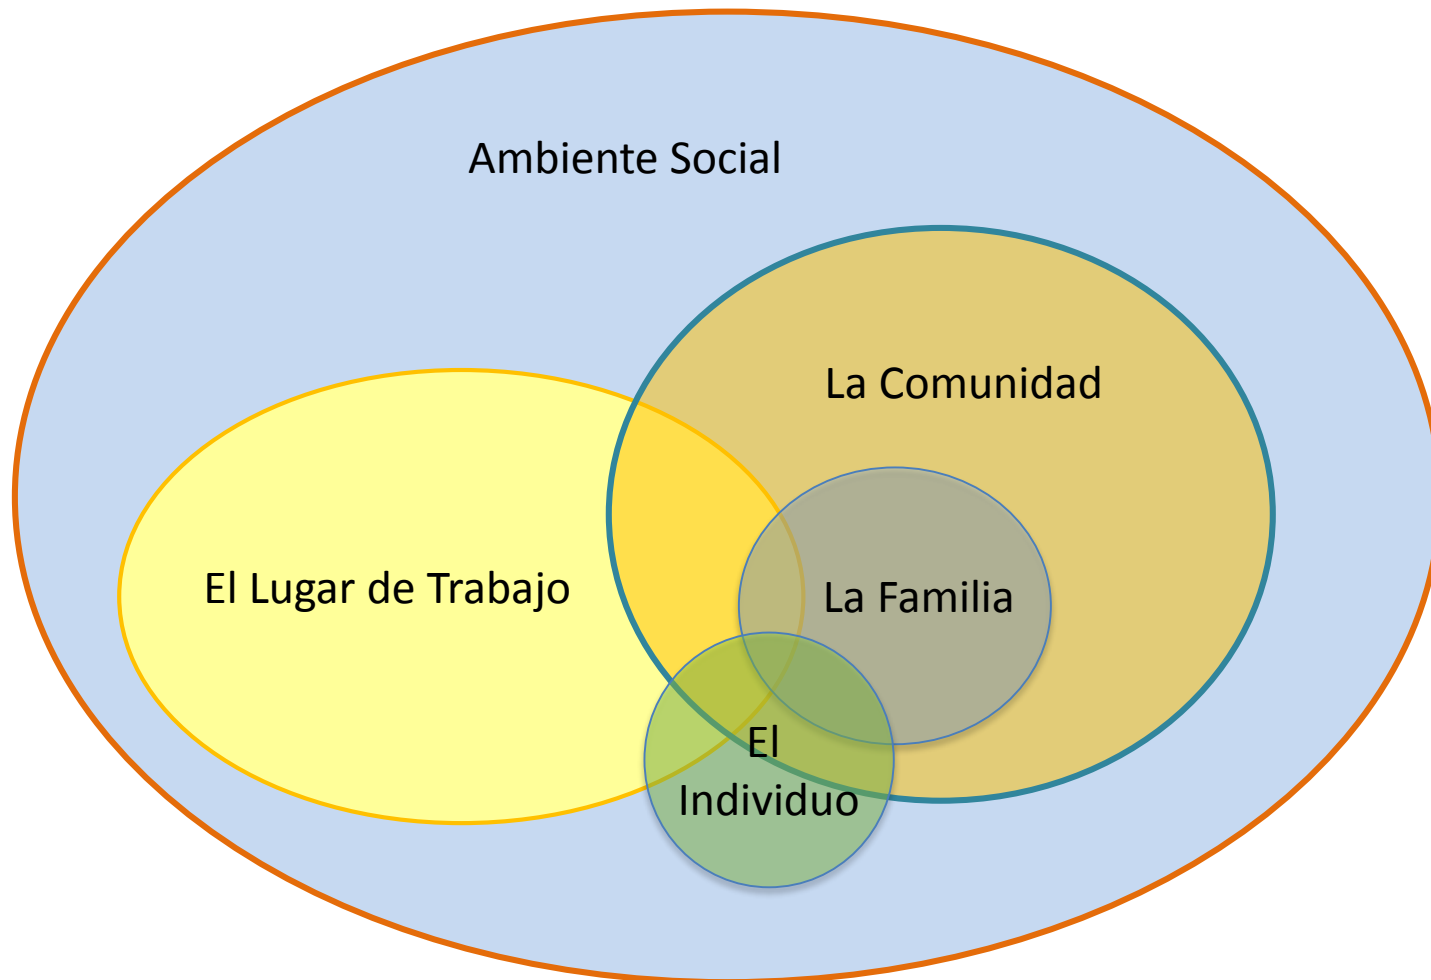 Ambiente Social
La Comunidad
El Lugar de Trabajo
La Familia
El
Individuo